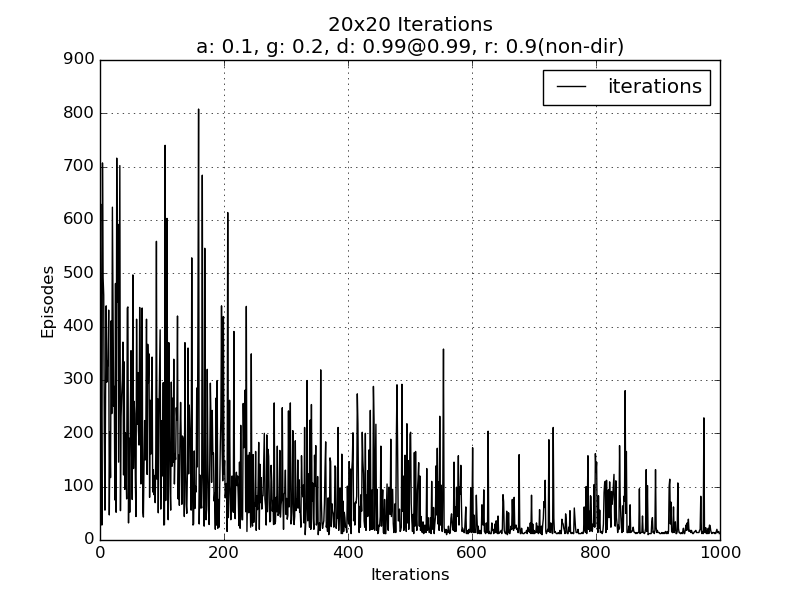 20x20 Iterations
a: 0.1, g: 0.2, d: 0.99@0.99, r: 0.9(non-dir)
900
iterations
800
700
600
500
Episodes
400
300
200
100
0
0 200 400 600 800 1000
Iterations